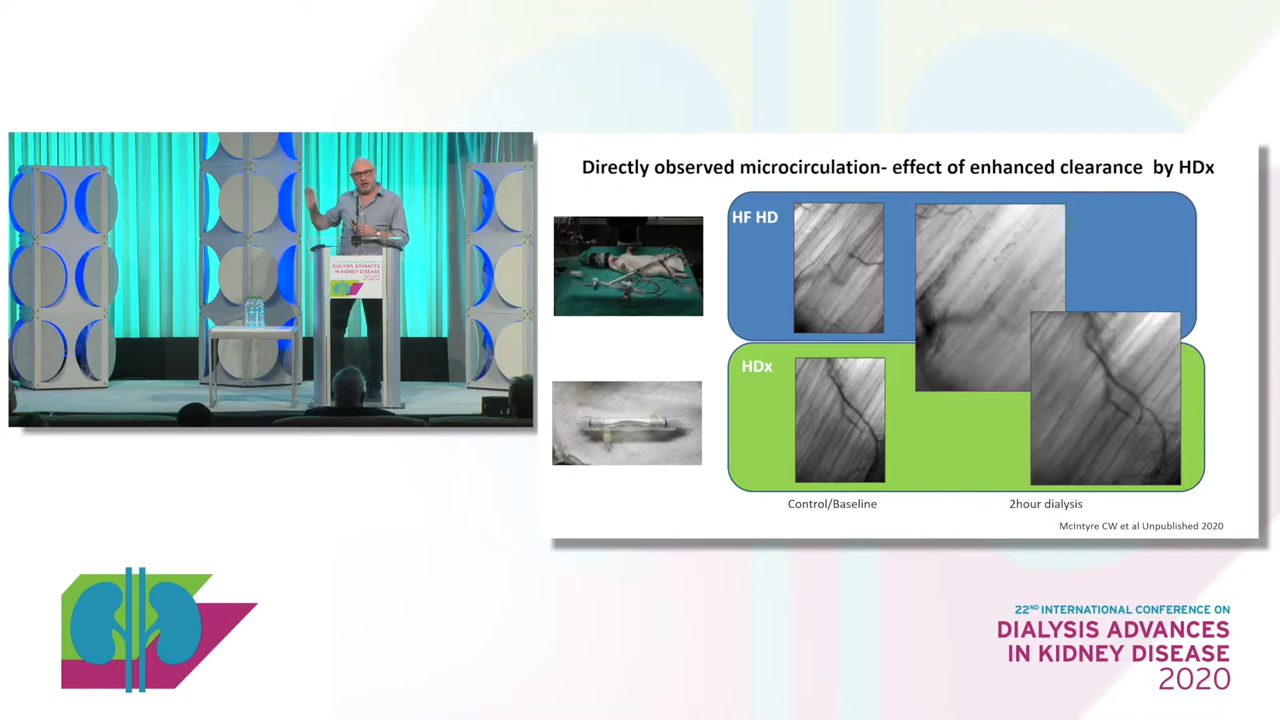 Directly observed microcirculation- effect of enhanced clearance by HDx
HF HD
HDx
Control/Baseline
2hour dialysis
McIntyre CW et al Unpublished 2020
DIALYSIS ADVANCES
IN KIDNEY DISEASE
2020
22ND INTERNATIONAL CONFERENCE ON
DIALYSIS ADVANCES
IN KIDNEY DISEASE
2020